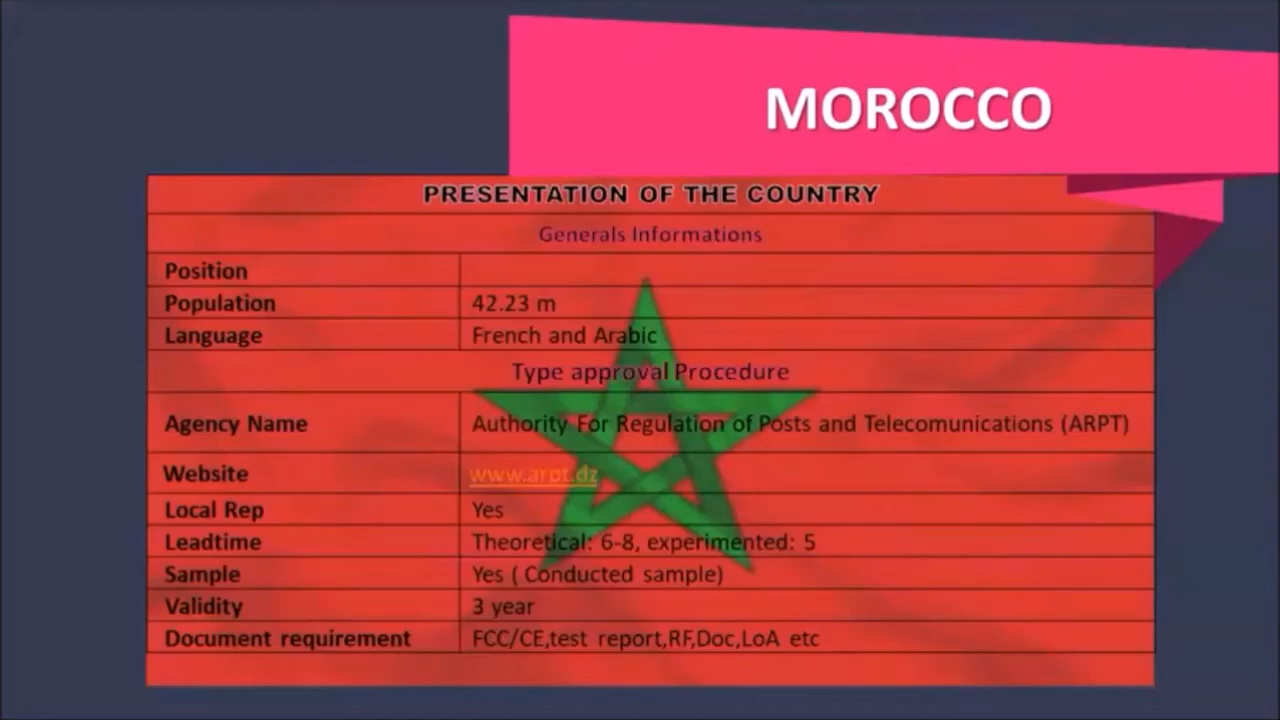 MOROCCO
PRESENTATION OF THE COUNTRY
Generals Informations
Position
Population 42.23 m
Language French and Arabic
Type approval Procedure
Agency Name Authority For Regulation of Posts and Telecomunications (ARPT)
Website www.arpt.dz
Local Rep Yes
Leadtime Theoretical: 6-8, experimented: 5
Sample Yes ( Conducted sample)
Validity 3 year
Document requirement FCC/CE,test report,RF,Doc,LoA etc